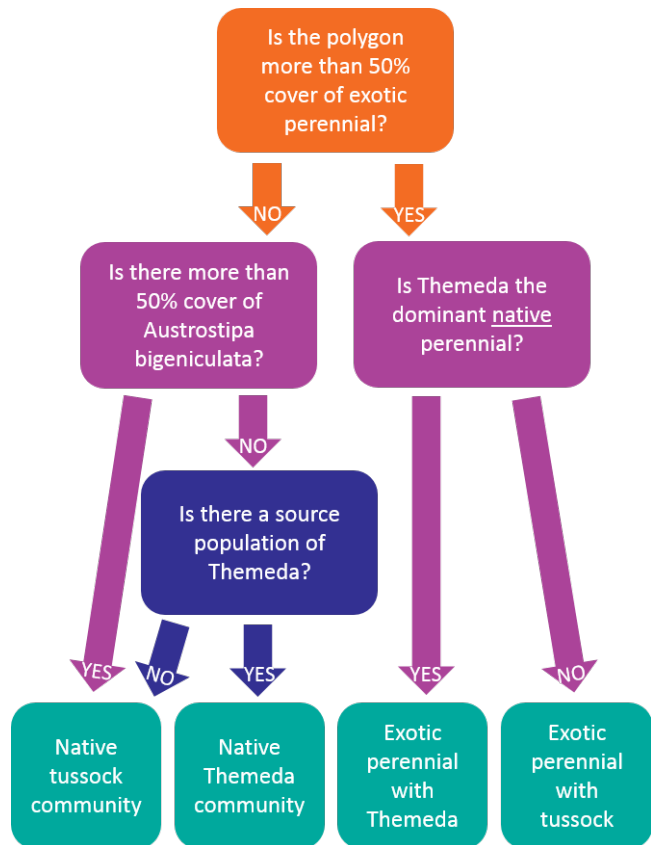 Is the polygon
more than 50%
cover of exotic
perennial?
NO
YES
Is there more than
50% cover of
Austrostipa
bigeniculata?
Is Themeda the
dominant native
perennial?
NO
Is there a source
population of
Themeda?
YES
NO
YES
YES
NO
Native
tussock
community
Native
Themeda
community
Exotic
perennial
with
Themeda
Exotic
perennial
with
tussock